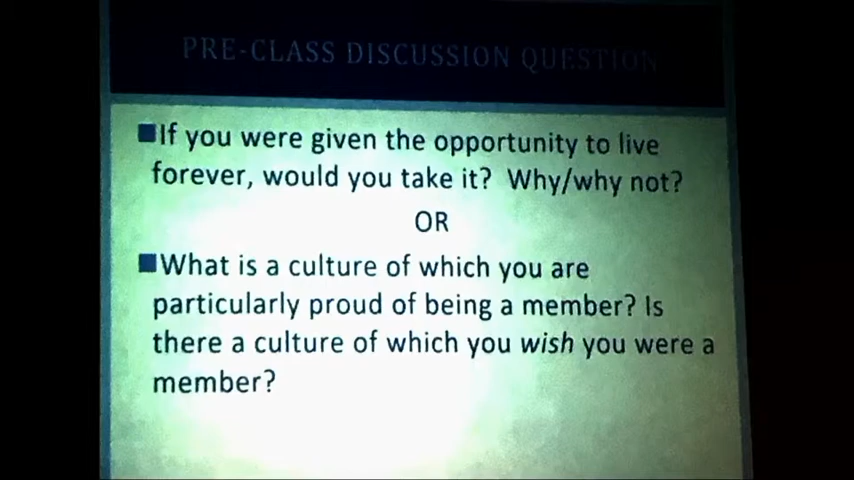 PRE-CLASS DISCUSSION QUESTION
If you were given the opportunity to live
forever, would you take it? Why/why not?
OR
What is a culture of which you are
particularly proud of being a member? Is
there a culture of which you wish you were a
member?